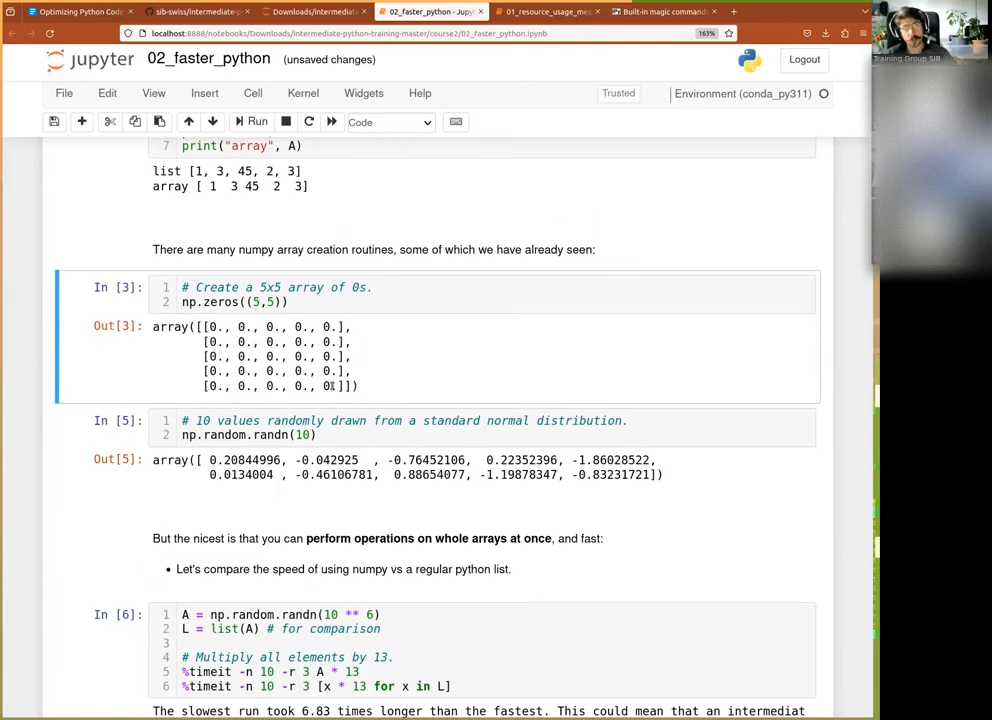 Optimizing Python Code
sib-swiss/intermediate-p
Downloads/intermediate
02_faster_python - Jupy
01_resource_usage_me
Built-in magic command
localhost:8888/notebooks/Downloads/intermediate-python-training-master/course2/02_faster_python.ipynb
163%
Training Group SIB
jupyter 02_faster_python (unsaved changes)
Logout
File Edit View Insert Cell Kernel Widgets Help
Trusted
Environment (conda_py311)
Run
Code
7 print("array", A)
list [1, 3, 45, 2, 3]
array [ 1  3 45  2  3]
There are many numpy array creation routines, some of which we have already seen:
In [3]:
1 # Create a 5x5 array of 0s.
2 np.zeros((5,5))
Out[3]:
array([[0., 0., 0., 0., 0.],
[0., 0., 0., 0., 0.],
[0., 0., 0., 0., 0.],
[0., 0., 0., 0., 0.],
[0., 0., 0., 0., 0.]])
In [5]:
1 # 10 values randomly drawn from a standard normal distribution.
2 np.random.randn(10)
Out[5]:
array([ 0.20844996, -0.042925  , -0.76452106,  0.22352396, -1.86028522,
0.0134004 , -0.46106781,  0.88654077, -1.19878347, -0.83231721])
But the nicest is that you can perform operations on whole arrays at once, and fast:
• Let's compare the speed of using numpy vs a regular python list.
In [6]:
1 A = np.random.randn(10 ** 6)
2 L = list(A) # for comparison
3
4 # Multiply all elements by 13.
5 %timeit -n 10 -r 3 A * 13
6 %timeit -n 10 -r 3 [x * 13 for x in L]
The slowest run took 6.83 times longer than the fastest. This could mean that an intermediat